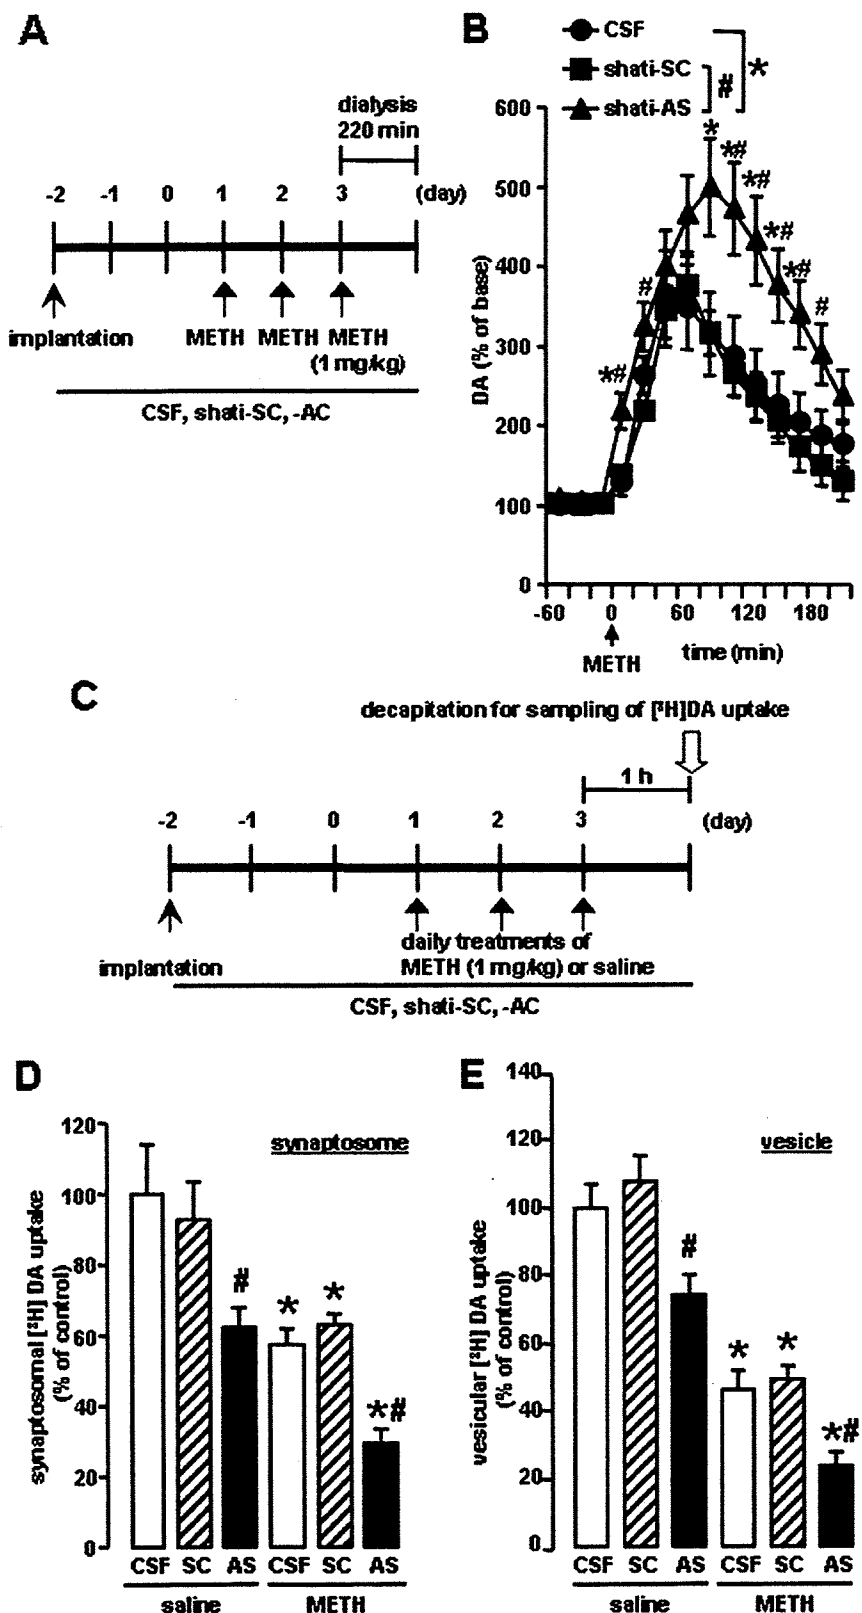 A
dialysis
220 min
-2 -1 0 1 2 3 (day)
implantation METH METH METH
(1 mg/kg)
CSF, shati-SC, -AC
B
CSF
shati-SC
shati-AS
#
*
600
500
400
300
200
100
0
DA (% of base)
*# # * *# *# *# *# #
-60 0 60 120 180
METH
time (min)
C
decapitation for sampling of [³H]DA uptake
1 h
-2 -1 0 1 2 3 (day)
implantation
daily treatments of
METH (1 mg/kg) or saline
CSF, shati-SC, -AC
D
synaptosome
synaptosomal [³H] DA uptake
(% of control)
120
100
80
60
40
20
0
# * * *#
CSF SC AS CSF SC AS
saline METH
E
vesicle
vesicular [³H] DA uptake
(% of control)
140
120
100
80
60
40
20
0
# * * *#
CSF SC AS CSF SC AS
saline METH